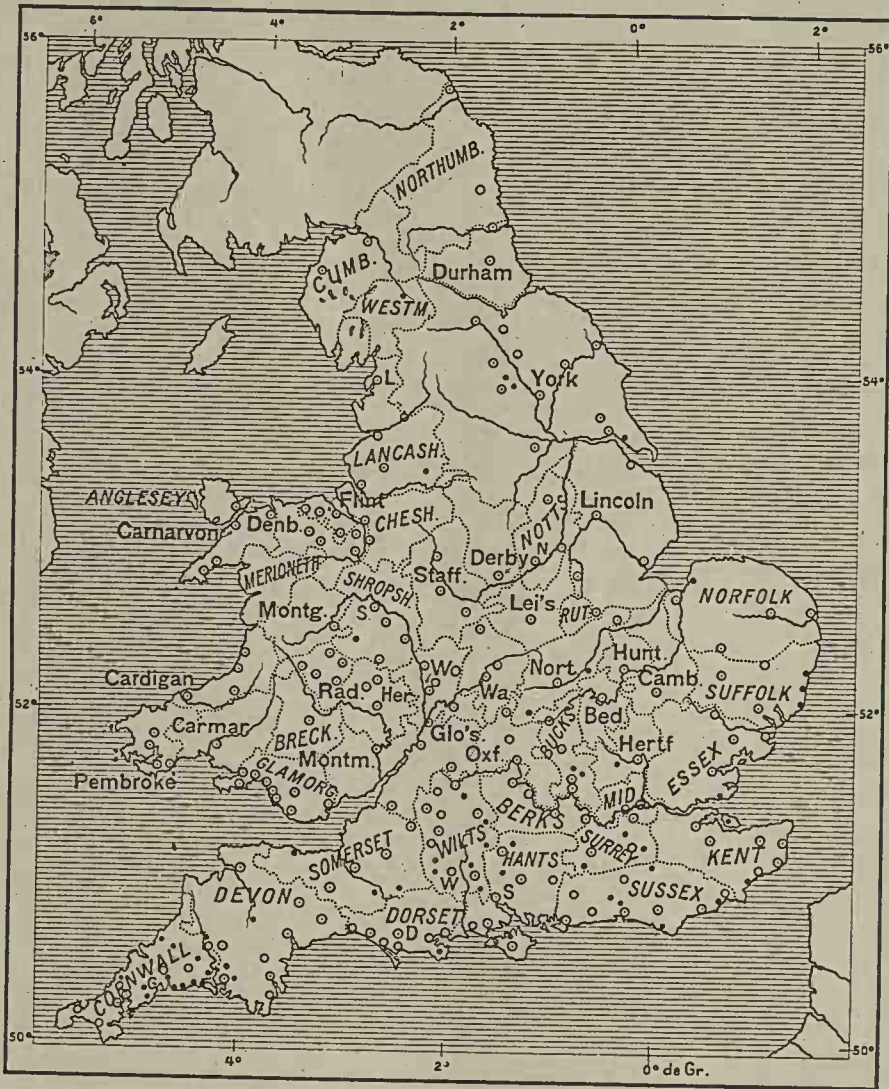 6° 4° 2° 0° 2°
56° 56°
NORTHUMB.
CUMB.
Durham
WESTM.
54° 54°
L York
LANCASH.
ANGLESEY Flint CHESH. NOTTS Lincoln
Carnarvon Denb.
MERIONETH Derby N
SHROPSH. Staff.
Montg. S. Lei's RUT. NORFOLK
Cardigan Wo Nort. Hunt.
Rad. Her. Wa. Camb. SUFFOLK
52° 52°
Carmar. BRECK. Glo's. BUCKS Bed.
Montm. Oxf. Hertf. ESSEX
Pembroke GLAMORG. MID.
BERKS
SOMERSET WILTS HANTS SURREY KENT
DEVON W S SUSSEX
DORSET
D
CORNWALL
G
50° 50°
4° 2° 0° de Gr.